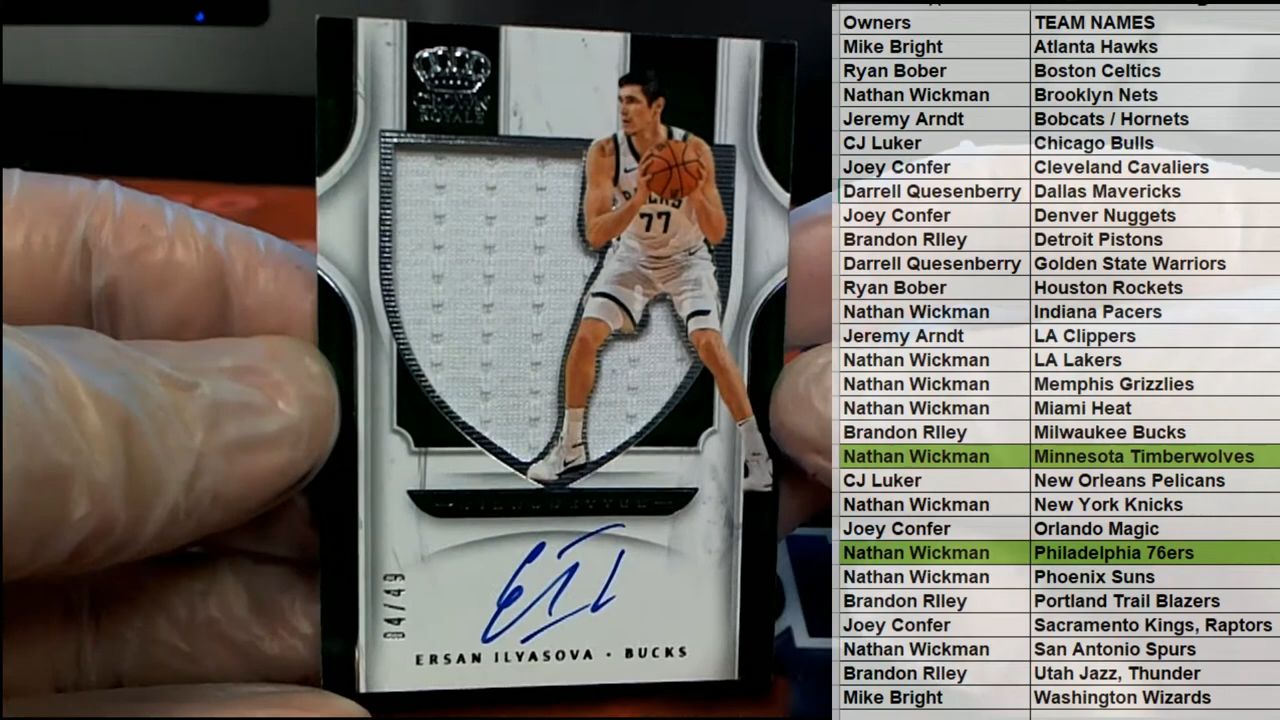 CROWN
ROYALE
BUCKS
77
SILHOUETTES
04/49
ERSAN ILYASOVA • BUCKS
Owners TEAM NAMES
Mike Bright Atlanta Hawks
Ryan Bober Boston Celtics
Nathan Wickman Brooklyn Nets
Jeremy Arndt Bobcats / Hornets
CJ Luker Chicago Bulls
Joey Confer Cleveland Cavaliers
Darrell Quesenberry Dallas Mavericks
Joey Confer Denver Nuggets
Brandon RIley Detroit Pistons
Darrell Quesenberry Golden State Warriors
Ryan Bober Houston Rockets
Nathan Wickman Indiana Pacers
Jeremy Arndt LA Clippers
Nathan Wickman LA Lakers
Nathan Wickman Memphis Grizzlies
Nathan Wickman Miami Heat
Brandon RIley Milwaukee Bucks
Nathan Wickman Minnesota Timberwolves
CJ Luker New Orleans Pelicans
Nathan Wickman New York Knicks
Joey Confer Orlando Magic
Nathan Wickman Philadelphia 76ers
Nathan Wickman Phoenix Suns
Brandon RIley Portland Trail Blazers
Joey Confer Sacramento Kings, Raptors
Nathan Wickman San Antonio Spurs
Brandon RIley Utah Jazz, Thunder
Mike Bright Washington Wizards